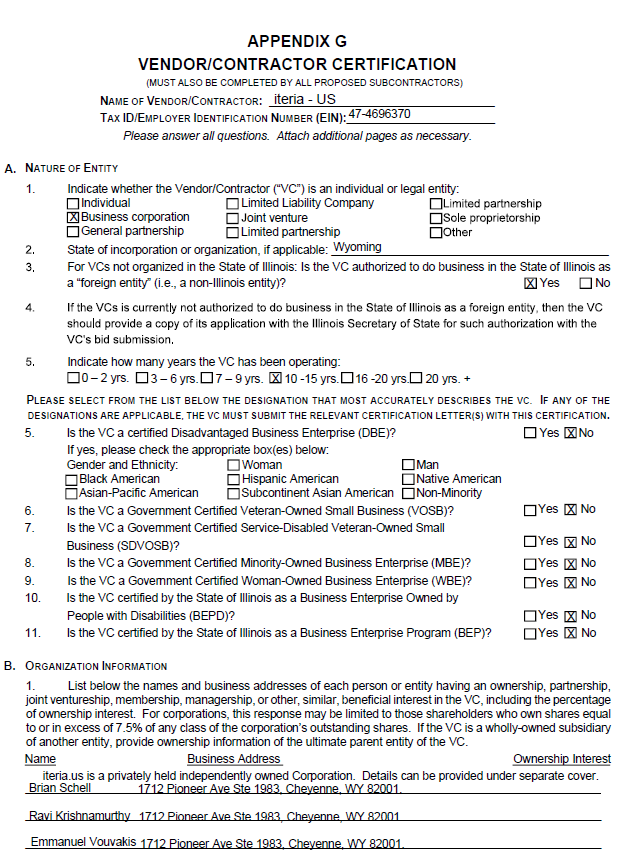 APPENDIX G
VENDOR/CONTRACTOR CERTIFICATION
(MUST ALSO BE COMPLETED BY ALL PROPOSED SUBCONTRACTORS)
NAME OF VENDOR/CONTRACTOR: iteria - US
TAX ID/EMPLOYER IDENTIFICATION NUMBER (EIN): 47-4696370
Please answer all questions. Attach additional pages as necessary.
A. NATURE OF ENTITY
1. Indicate whether the Vendor/Contractor ("VC") is an individual or legal entity:
☐ Individual ☐ Limited Liability Company ☐ Limited partnership
☒ Business corporation ☐ Joint venture ☐ Sole proprietorship
☐ General partnership ☐ Limited partnership ☐ Other
2. State of incorporation or organization, if applicable: Wyoming
3. For VCs not organized in the State of Illinois: Is the VC authorized to do business in the State of Illinois as
a "foreign entity" (i.e., a non-Illinois entity)? ☒ Yes ☐ No
4. If the VCs is currently not authorized to do business in the State of Illinois as a foreign entity, then the VC
should provide a copy of its application with the Illinois Secretary of State for such authorization with the
VC's bid submission.
5. Indicate how many years the VC has been operating:
☐ 0 – 2 yrs. ☐ 3 – 6 yrs. ☐ 7 – 9 yrs. ☒ 10 -15 yrs. ☐ 16 -20 yrs. ☐ 20 yrs. +
PLEASE SELECT FROM THE LIST BELOW THE DESIGNATION THAT MOST ACCURATELY DESCRIBES THE VC. IF ANY OF THE
DESIGNATIONS ARE APPLICABLE, THE VC MUST SUBMIT THE RELEVANT CERTIFICATION LETTER(S) WITH THIS CERTIFICATION.
5. Is the VC a certified Disadvantaged Business Enterprise (DBE)? ☐ Yes ☒ No
If yes, please check the appropriate box(es) below:
Gender and Ethnicity: ☐ Woman ☐ Man
☐ Black American ☐ Hispanic American ☐ Native American
☐ Asian-Pacific American ☐ Subcontinent Asian American ☐ Non-Minority
6. Is the VC a Government Certified Veteran-Owned Small Business (VOSB)? ☐ Yes ☒ No
7. Is the VC a Government Certified Service-Disabled Veteran-Owned Small
Business (SDVOSB)? ☐ Yes ☒ No
8. Is the VC a Government Certified Minority-Owned Business Enterprise (MBE)? ☐ Yes ☒ No
9. Is the VC a Government Certified Woman-Owned Business Enterprise (WBE)? ☐ Yes ☒ No
10. Is the VC certified by the State of Illinois as a Business Enterprise Owned by
People with Disabilities (BEPD)? ☐ Yes ☒ No
11. Is the VC certified by the State of Illinois as a Business Enterprise Program (BEP)? ☐ Yes ☒ No
B. ORGANIZATION INFORMATION
1. List below the names and business addresses of each person or entity having an ownership, partnership,
joint ventureship, membership, managership, or other, similar, beneficial interest in the VC, including the percentage
of ownership interest. For corporations, this response may be limited to those shareholders who own shares equal
to or in excess of 7.5% of any class of the corporation's outstanding shares. If the VC is a wholly-owned subsidiary
of another entity, provide ownership information of the ultimate parent entity of the VC.
Name Business Address Ownership Interest
iteria.us is a privately held independently owned Corporation. Details can be provided under separate cover.
Brian Schell 1712 Pioneer Ave Ste 1983, Cheyenne, WY 82001.
Ravi Krishnamurthy 1712 Pioneer Ave Ste 1983, Cheyenne, WY 82001.
Emmanuel Vouvakis 1712 Pioneer Ave Ste 1983, Cheyenne, WY 82001.